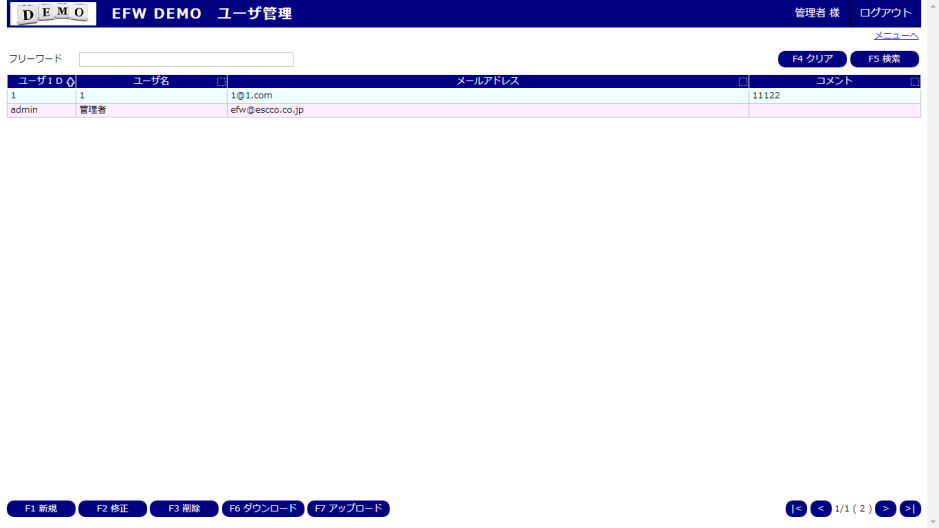 DEMO EFW DEMO ユーザ管理 管理者 様 ログアウト
メニューへ
フリーワード F4 クリア F5 検索
ユーザID ユーザ名 メールアドレス コメント
1 1 1@1.com 11122
admin 管理者 efw@escco.co.jp
F1 新規 F2 修正 F3 削除 F6 ダウンロード F7 アップロード |< < 1/1 ( 2 ) > >|